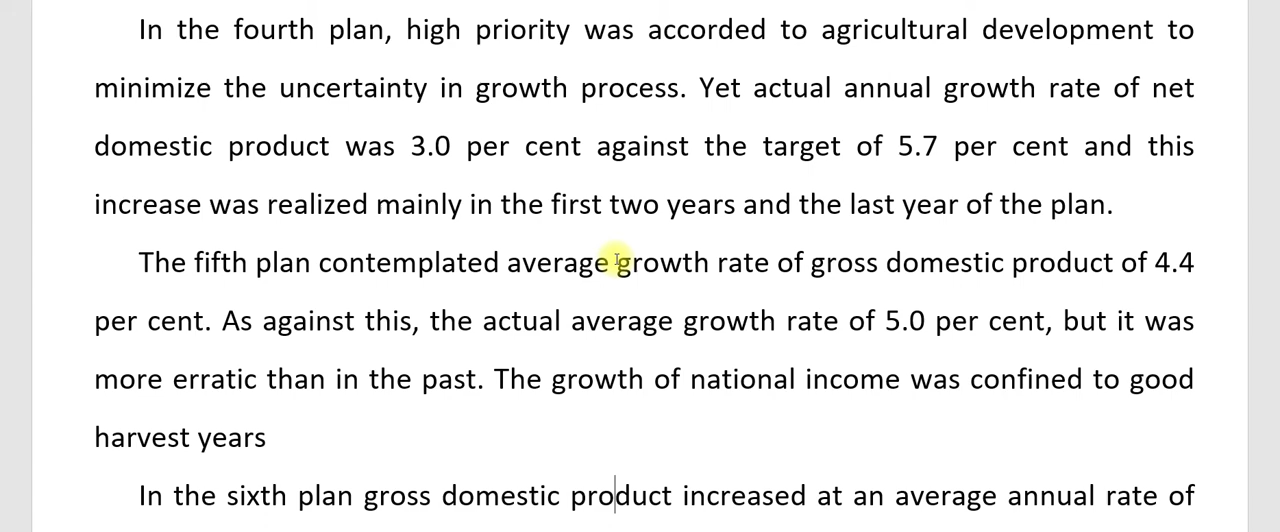 In the fourth plan, high priority was accorded to agricultural development to
minimize the uncertainty in growth process. Yet actual annual growth rate of net
domestic product was 3.0 per cent against the target of 5.7 per cent and this
increase was realized mainly in the first two years and the last year of the plan.
The fifth plan contemplated average growth rate of gross domestic product of 4.4
per cent. As against this, the actual average growth rate of 5.0 per cent, but it was
more erratic than in the past. The growth of national income was confined to good
harvest years
In the sixth plan gross domestic product increased at an average annual rate of